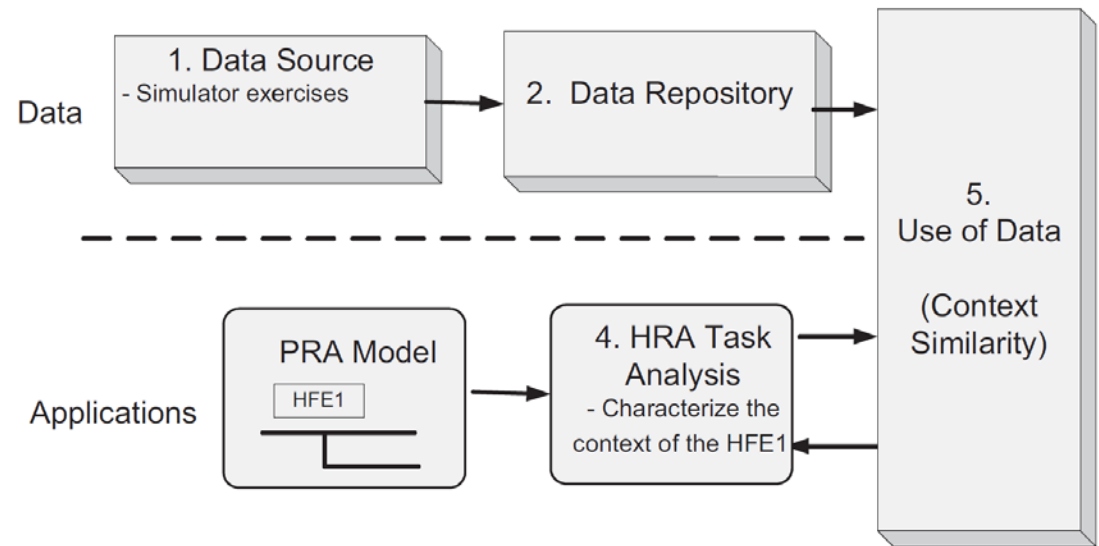 Data
1. Data Source
- Simulator exercises
2. Data Repository
5.
Use of Data
(Context
Similarity)
Applications
PRA Model
HFE1
4. HRA Task
Analysis
- Characterize the
context of the HFE1